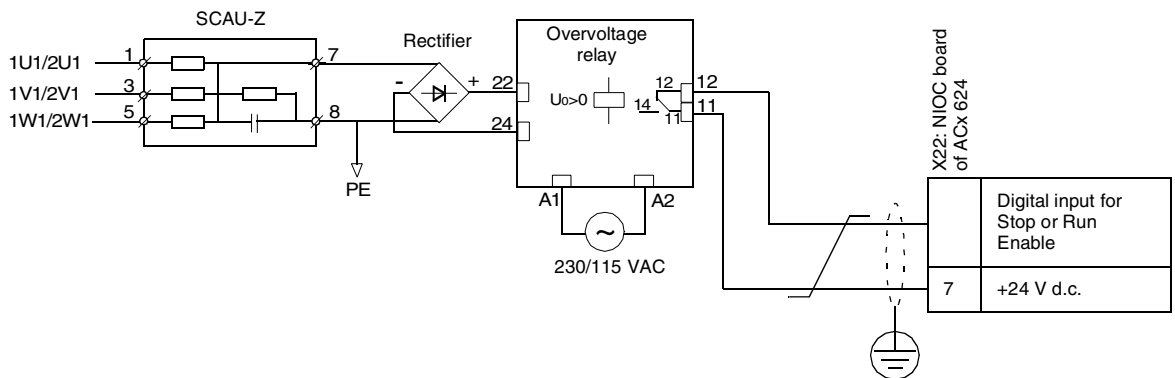 SCAU-Z
Rectifier
Overvoltage
relay
1U1/2U1
1
7
1V1/2V1
3
1W1/2W1
5
8
-
+
22
24
U0>0
12
14
11
12
11
PE
A1
A2
~
230/115 VAC
X22: NIOC board
of ACx 624
Digital input for
Stop or Run
Enable
7
+24 V d.c.